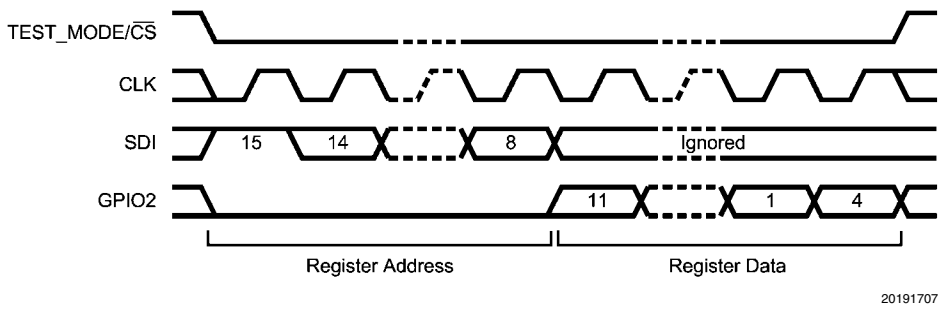 TEST_MODE/CS
CLK
SDI 15 14 8 Ignored
GPIO2 11 1 4
Register Address Register Data
20191707